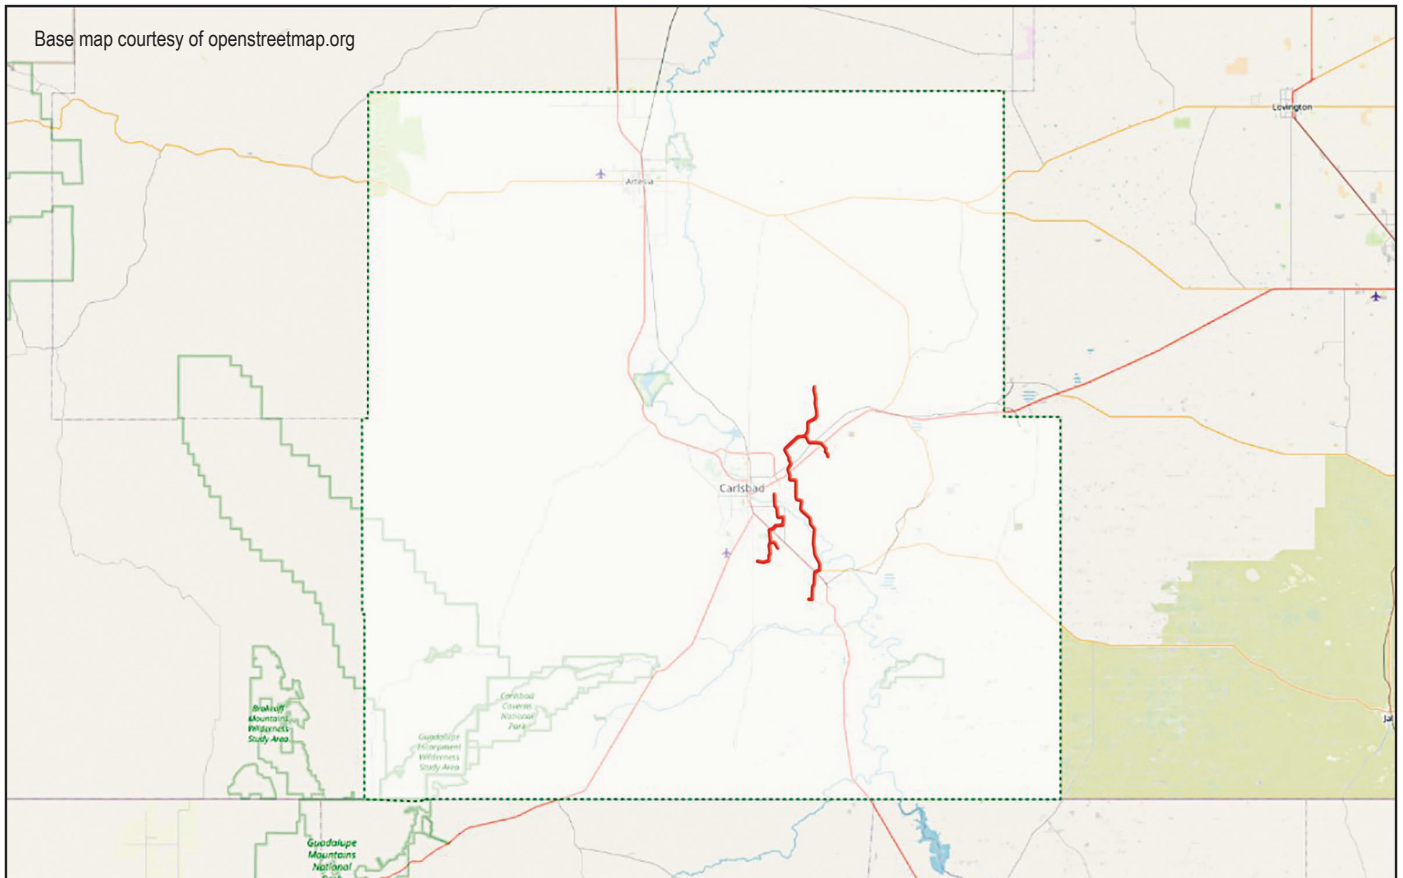 Base map courtesy of openstreetmap.org
Lovington
Artesia
Carlsbad
Carlsbad
Caverns
National
Park
Brokeoff
Mountains
Wilderness
Study Area
Guadalupe
Escarpment
Wilderness
Study Area
Jal
Guadalupe
Mountains
National